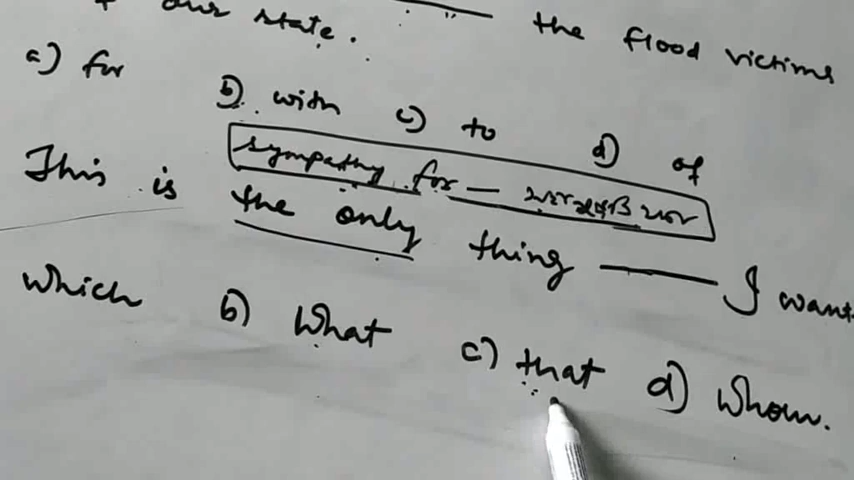 our state. the flood victims
a) for b) with c) to d) of
sympathy for —
This is the only thing ——— I want
which b) What c) that d) Whom.